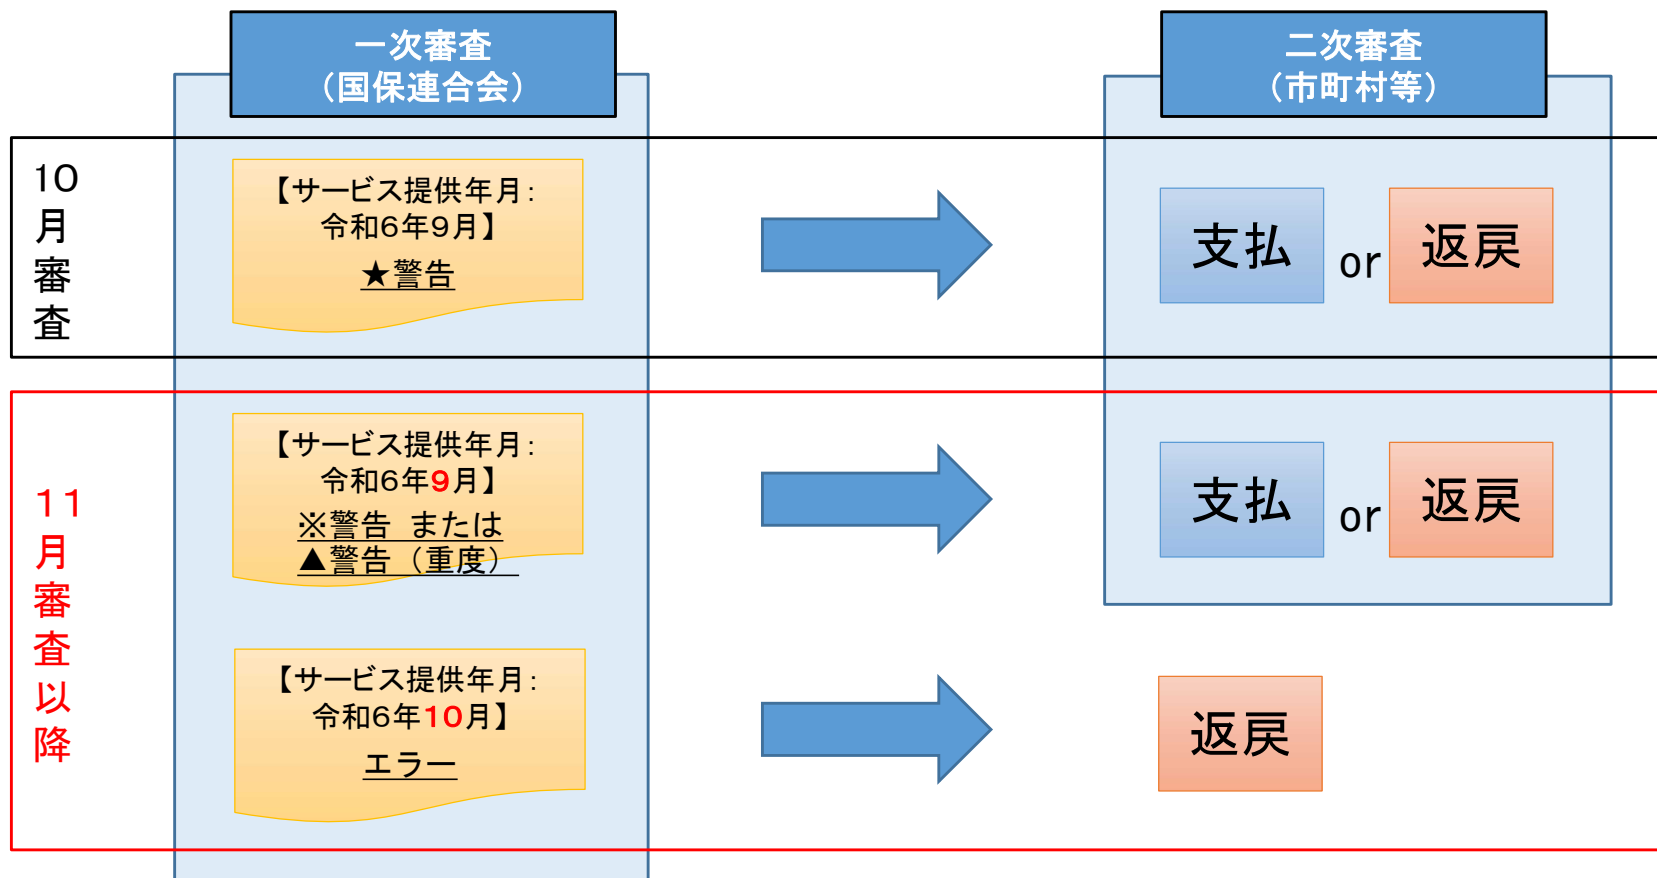 一次審査
（国保連合会）
二次審査
（市町村等）
10月審査
【サービス提供年月：
令和6年9月】
★警告
支払
or
返戻
11月審査以降
【サービス提供年月：
令和6年9月】
※警告 または
▲警告（重度）
支払
or
返戻
【サービス提供年月：
令和6年10月】
エラー
返戻